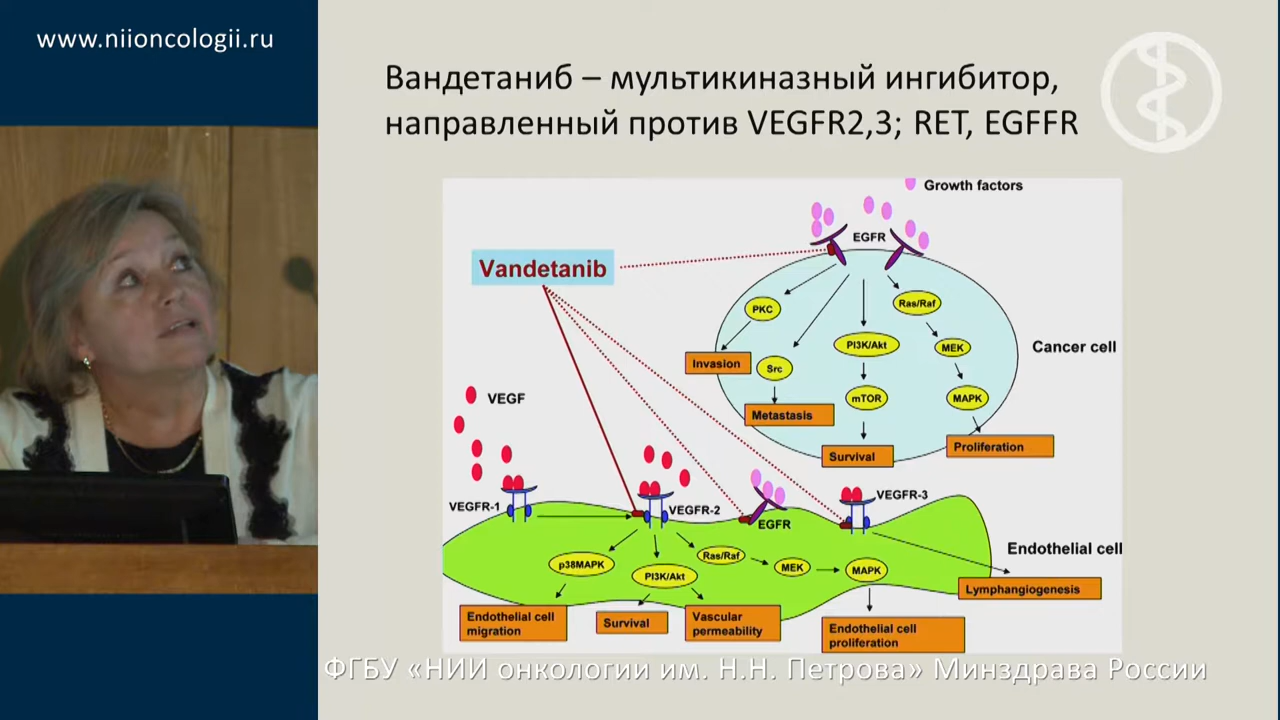 www.niioncologii.ru
Вандетаниб – мультикиназный ингибитор,
направленный против VEGFR2,3; RET, EGFFR
Growth factors
EGFR
Vandetanib
PKC
Ras/Raf
PI3K/Akt
MEK
Cancer cell
Invasion
Src
mTOR
MAPK
Metastasis
Proliferation
Survival
VEGF
VEGFR-1
VEGFR-2
EGFR
VEGFR-3
Endothelial cell
p38MAPK
PI3K/Akt
Ras/Raf
MEK
MAPK
Lymphangiogenesis
Endothelial cell
migration
Survival
Vascular
permeability
Endothelial cell
proliferation
ФГБУ «НИИ онкологии им. Н.Н. Петрова» Минздрава России